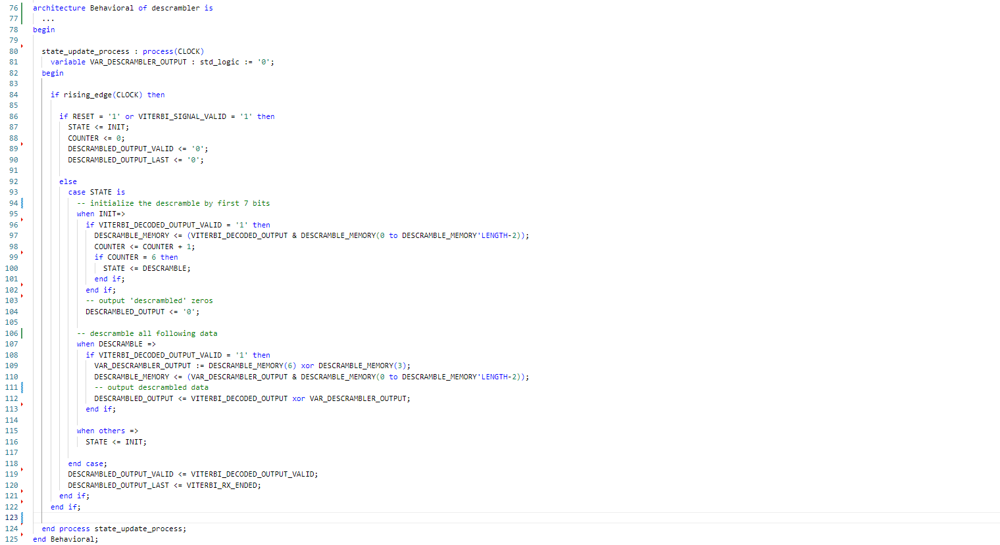 76 architecture Behavioral of descrambler is
77 ...
78 begin
79
80 state_update_process : process(CLOCK)
81 variable VAR_DESCRAMBLER_OUTPUT : std_logic := '0';
82 begin
83
84 if rising_edge(CLOCK) then
85
86 if RESET = '1' or VITERBI_SIGNAL_VALID = '1' then
87 STATE <= INIT;
88 COUNTER <= 0;
89 DESCRAMBLED_OUTPUT_VALID <= '0';
90 DESCRAMBLED_OUTPUT_LAST <= '0';
91
92 else
93 case STATE is
94 -- initialize the descramble by first 7 bits
95 when INIT=>
96 if VITERBI_DECODED_OUTPUT_VALID = '1' then
97 DESCRAMBLE_MEMORY <= (VITERBI_DECODED_OUTPUT & DESCRAMBLE_MEMORY(0 to DESCRAMBLE_MEMORY'LENGTH-2));
98 COUNTER <= COUNTER + 1;
99 if COUNTER = 6 then
100 STATE <= DESCRAMBLE;
101 end if;
102 end if;
103 -- output 'descrambled' zeros
104 DESCRAMBLED_OUTPUT <= '0';
105
106 -- descramble all following data
107 when DESCRAMBLE =>
108 if VITERBI_DECODED_OUTPUT_VALID = '1' then
109 VAR_DESCRAMBLER_OUTPUT := DESCRAMBLE_MEMORY(6) xor DESCRAMBLE_MEMORY(3);
110 DESCRAMBLE_MEMORY <= (VAR_DESCRAMBLER_OUTPUT & DESCRAMBLE_MEMORY(0 to DESCRAMBLE_MEMORY'LENGTH-2));
111 -- output descrambled data
112 DESCRAMBLED_OUTPUT <= VITERBI_DECODED_OUTPUT xor VAR_DESCRAMBLER_OUTPUT;
113 end if;
114
115 when others =>
116 STATE <= INIT;
117
118 end case;
119 DESCRAMBLED_OUTPUT_VALID <= VITERBI_DECODED_OUTPUT_VALID;
120 DESCRAMBLED_OUTPUT_LAST <= VITERBI_RX_ENDED;
121 end if;
122 end if;
123
124 end process state_update_process;
125 end Behavioral;